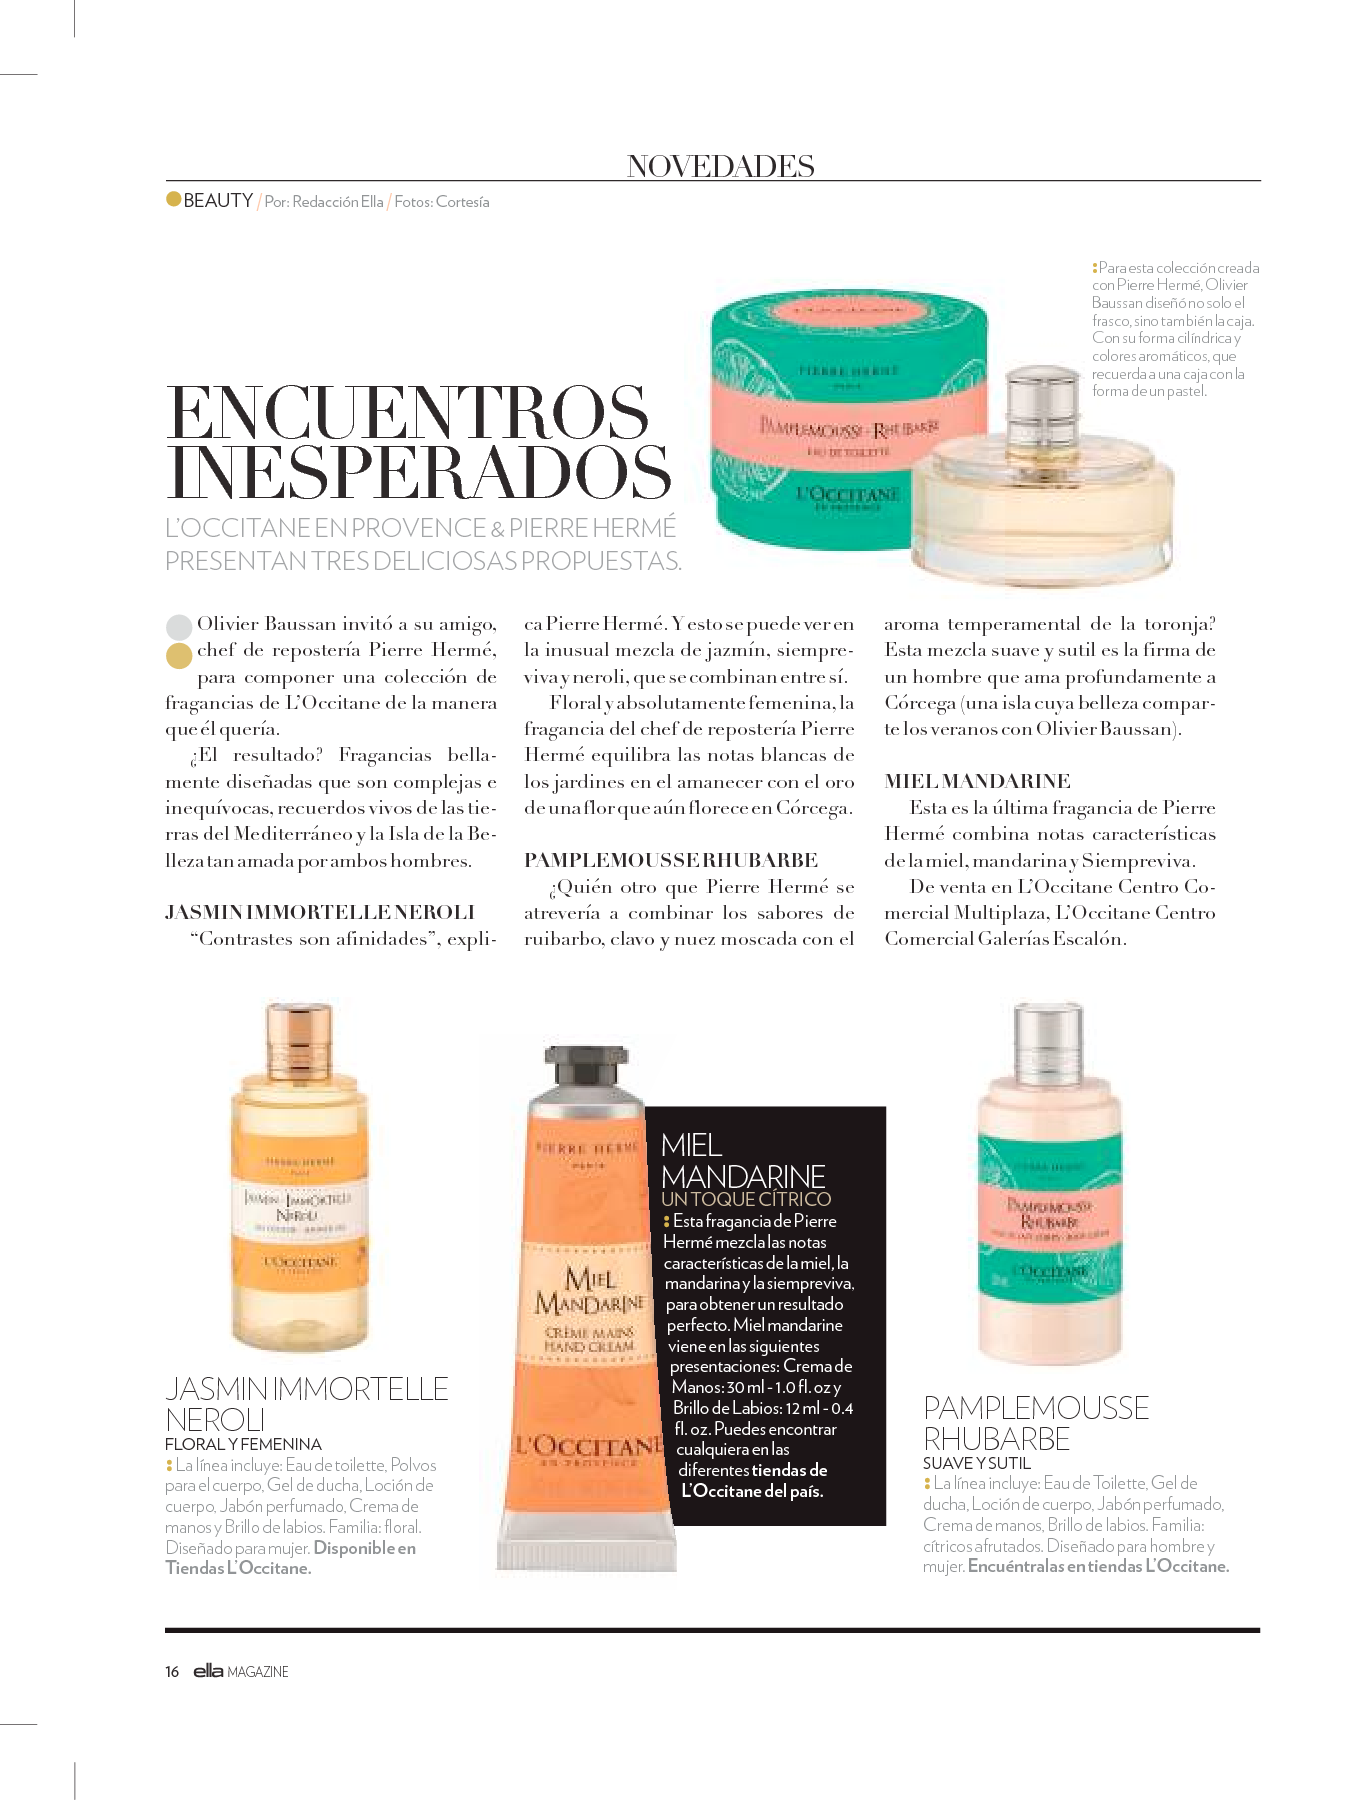 NOVEDADES
BEAUTY / Por: Redacción Ella / Fotos: Cortesía
: Para esta colección creada
con Pierre Hermé, Olivier
Baussan diseñó no solo el
frasco, sino también la caja.
Con su forma cilíndrica y
colores aromáticos, que
recuerda a una caja con la
forma de un pastel.
PIERRE HERMÉ
PARIS
PAMPLEMOUSSE - RHUBARBE
EAU DE TOILETTE
L'OCCITANE
EN PROVENCE
ENCUENTROS
INESPERADOS
L'OCCITANE EN PROVENCE & PIERRE HERMÉ
PRESENTAN TRES DELICIOSAS PROPUESTAS.
Olivier Baussan invitó a su amigo,
chef de repostería Pierre Hermé,
para componer una colección de
fragancias de L'Occitane de la manera
que él quería.
¿El resultado? Fragancias bella-
mente diseñadas que son complejas e
inequívocas, recuerdos vivos de las tie-
rras del Mediterráneo y la Isla de la Be-
lleza tan amada por ambos hombres.
JASMIN IMMORTELLE NEROLI
“Contrastes son afinidades”, expli-
ca Pierre Hermé. Y esto se puede ver en
la inusual mezcla de jazmín, siempre-
viva y neroli, que se combinan entre sí.
Floral y absolutamente femenina, la
fragancia del chef de repostería Pierre
Hermé equilibra las notas blancas de
los jardines en el amanecer con el oro
de una flor que aún florece en Córcega.
PAMPLEMOUSSE RHUBARBE
¿Quién otro que Pierre Hermé se
atrevería a combinar los sabores de
ruibarbo, clavo y nuez moscada con el
aroma temperamental de la toronja?
Esta mezcla suave y sutil es la firma de
un hombre que ama profundamente a
Córcega (una isla cuya belleza compar-
te los veranos con Olivier Baussan).
MIEL MANDARINE
Esta es la última fragancia de Pierre
Hermé combina notas características
de la miel, mandarina y Siempreviva.
De venta en L'Occitane Centro Co-
mercial Multiplaza, L'Occitane Centro
Comercial Galerías Escalón.
PIERRE HERMÉ
JASMIN - IMMORTELLE
NEROLI
L'OCCITANE
JASMIN IMMORTELLE
NEROLI
FLORAL Y FEMENINA
: La línea incluye: Eau de toilette, Polvos
para el cuerpo, Gel de ducha, Loción de
cuerpo, Jabón perfumado, Crema de
manos y Brillo de labios. Familia: floral.
Diseñado para mujer. Disponible en
Tiendas L'Occitane.
PIERRE HERMÉ
PARIS
MIEL
MANDARINE
CRÈME MAINS
HAND CREAM
L'OCCITANE
EN PROVENCE
MIEL
MANDARINE
UN TOQUE CÍTRICO
: Esta fragancia de Pierre
Hermé mezcla las notas
características de la miel, la
mandarina y la siempreviva,
para obtener un resultado
perfecto. Miel mandarine
viene en las siguientes
presentaciones: Crema de
Manos: 30 ml - 1.0 fl. oz y
Brillo de Labios: 12 ml - 0.4
fl. oz. Puedes encontrar
cualquiera en las
diferentes tiendas de
L'Occitane del país.
PIERRE HERMÉ
PAMPLEMOUSSE
RHUBARBE
L'OCCITANE
PAMPLEMOUSSE
RHUBARBE
SUAVE Y SUTIL
: La línea incluye: Eau de Toilette, Gel de
ducha, Loción de cuerpo, Jabón perfumado,
Crema de manos, Brillo de labios. Familia:
cítricos afrutados. Diseñado para hombre y
mujer. Encuéntralas en tiendas L'Occitane.
16 ella MAGAZINE